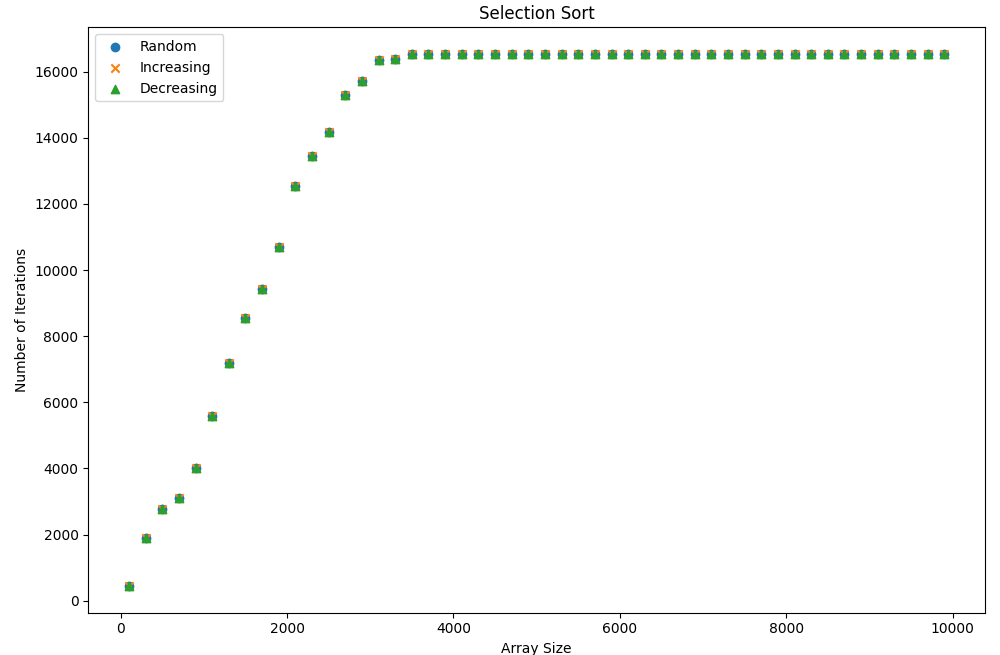 Selection Sort
Random
Increasing
Decreasing
16000
14000
12000
10000
8000
6000
4000
2000
0
Number of Iterations
0 2000 4000 6000 8000 10000
Array Size